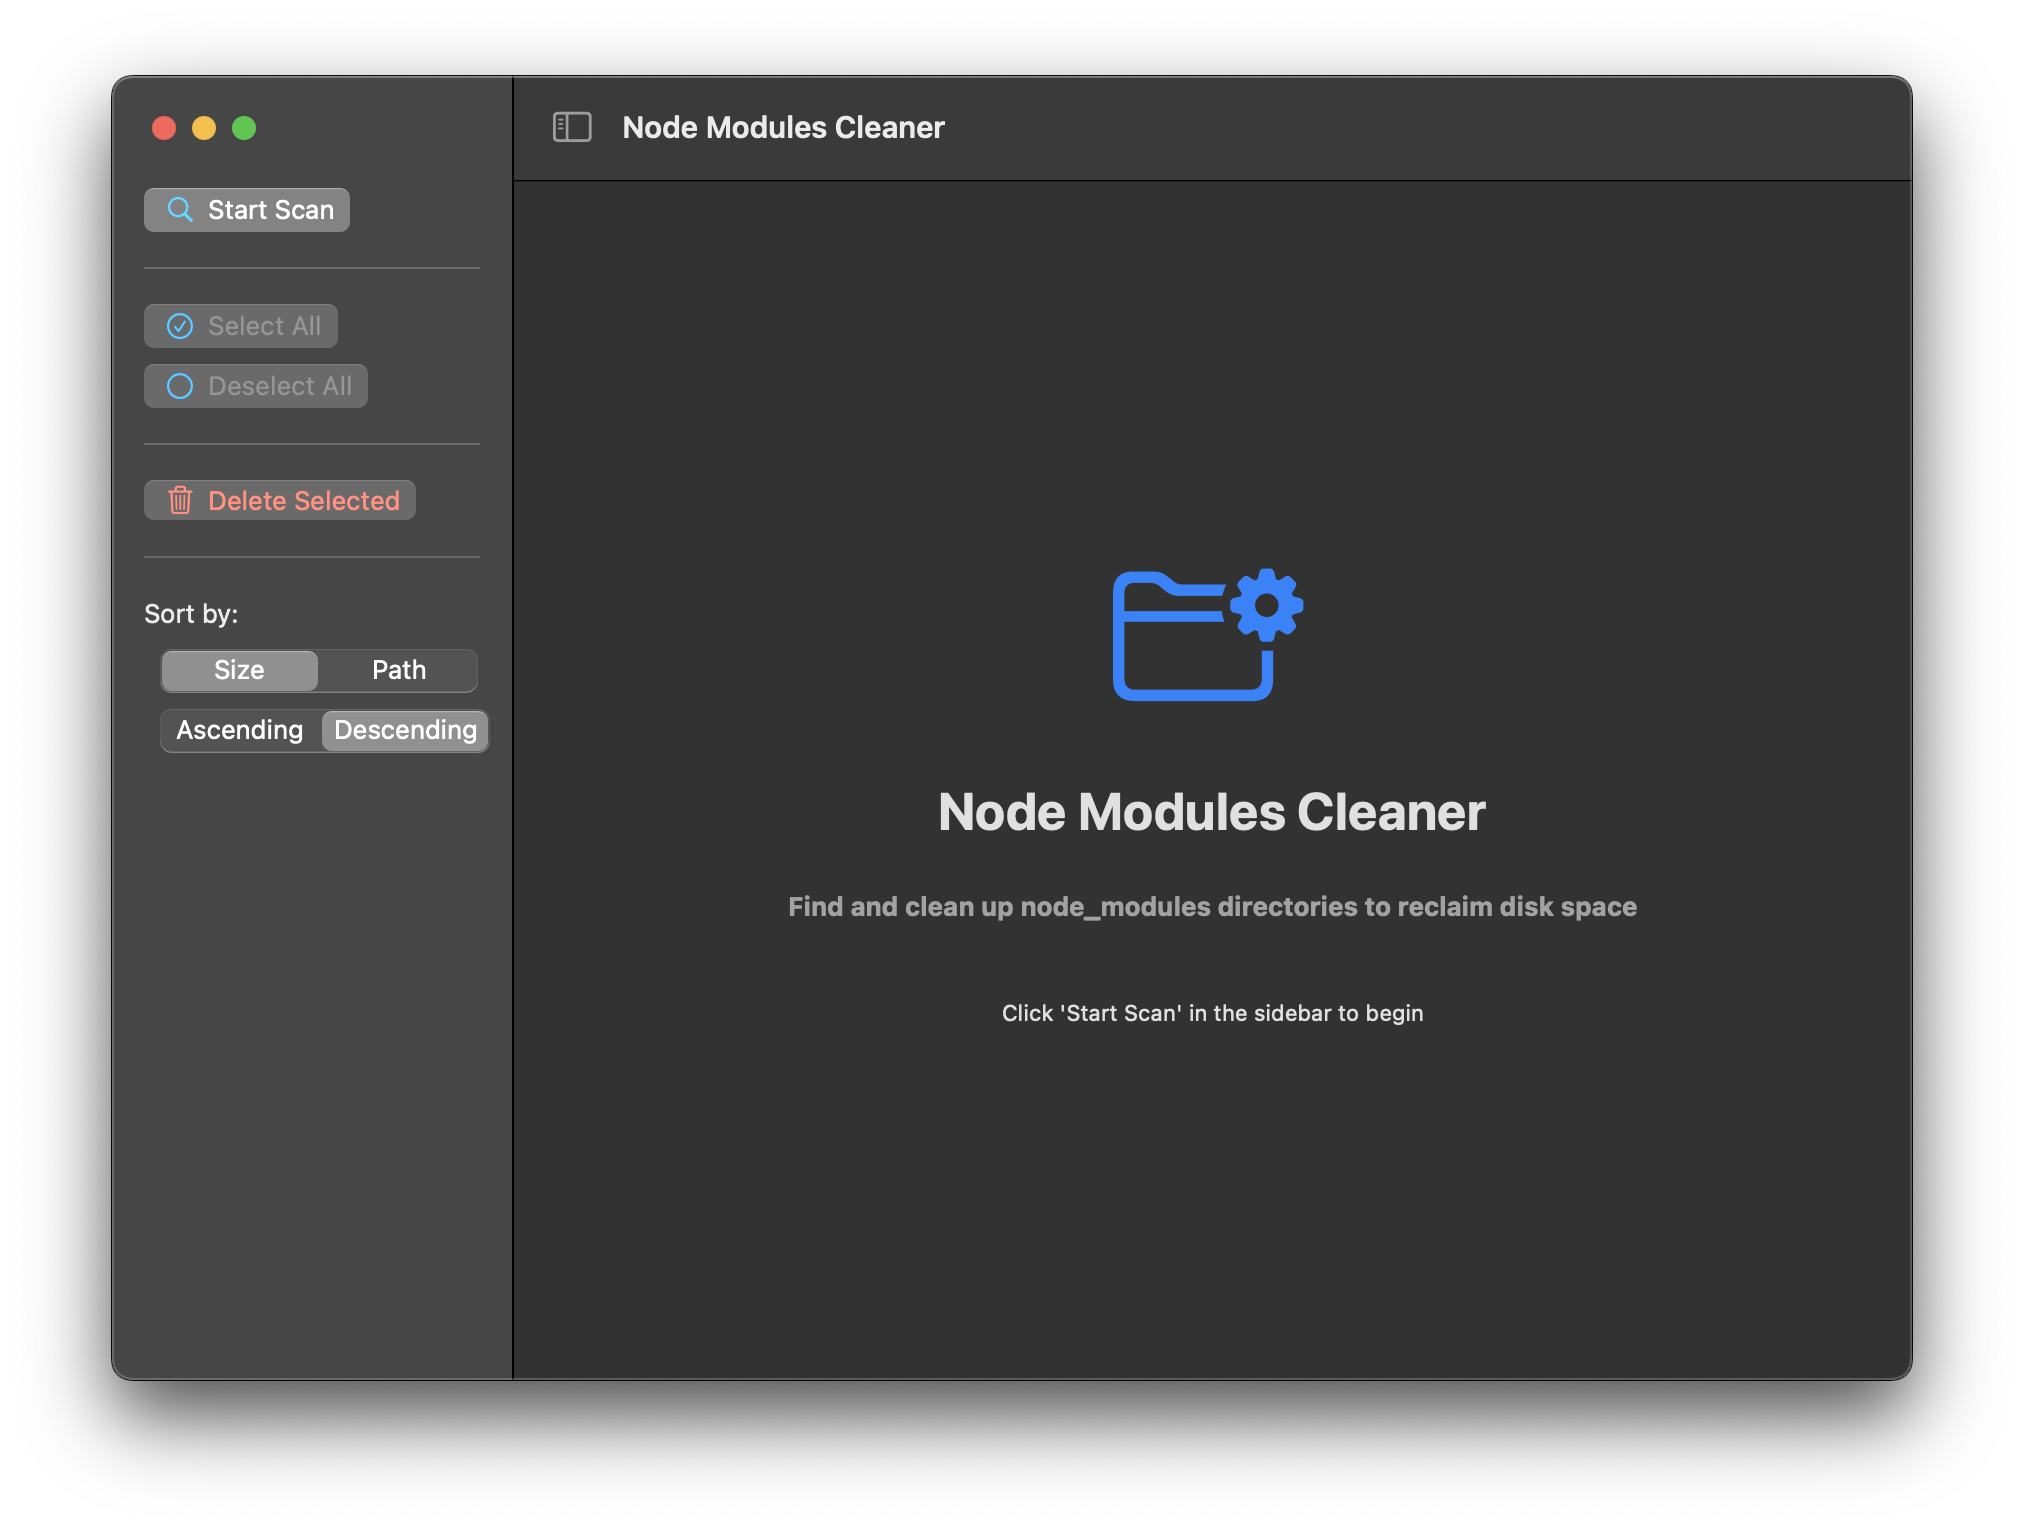 Node Modules Cleaner
Start Scan
Select All
Deselect All
Delete Selected
Sort by:
Size Path
Ascending Descending
Node Modules Cleaner
Find and clean up node_modules directories to reclaim disk space
Click 'Start Scan' in the sidebar to begin